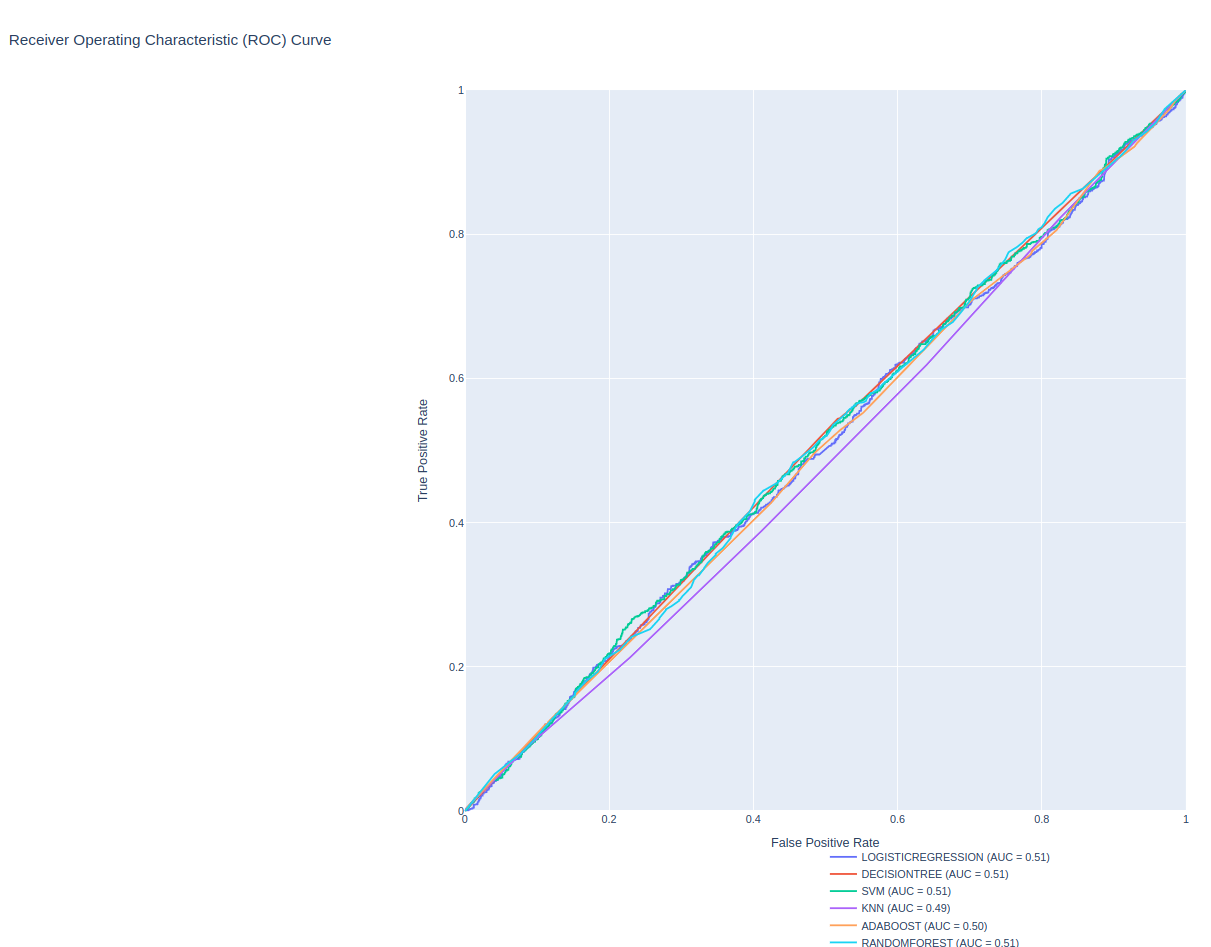 Receiver Operating Characteristic (ROC) Curve
1
0.8
0.6
0.4
0.2
0
True Positive Rate
0 0.2 0.4 0.6 0.8 1
False Positive Rate
LOGISTICREGRESSION (AUC = 0.51)
DECISIONTREE (AUC = 0.51)
SVM (AUC = 0.51)
KNN (AUC = 0.49)
ADABOOST (AUC = 0.50)
RANDOMFOREST (AUC = 0.51)